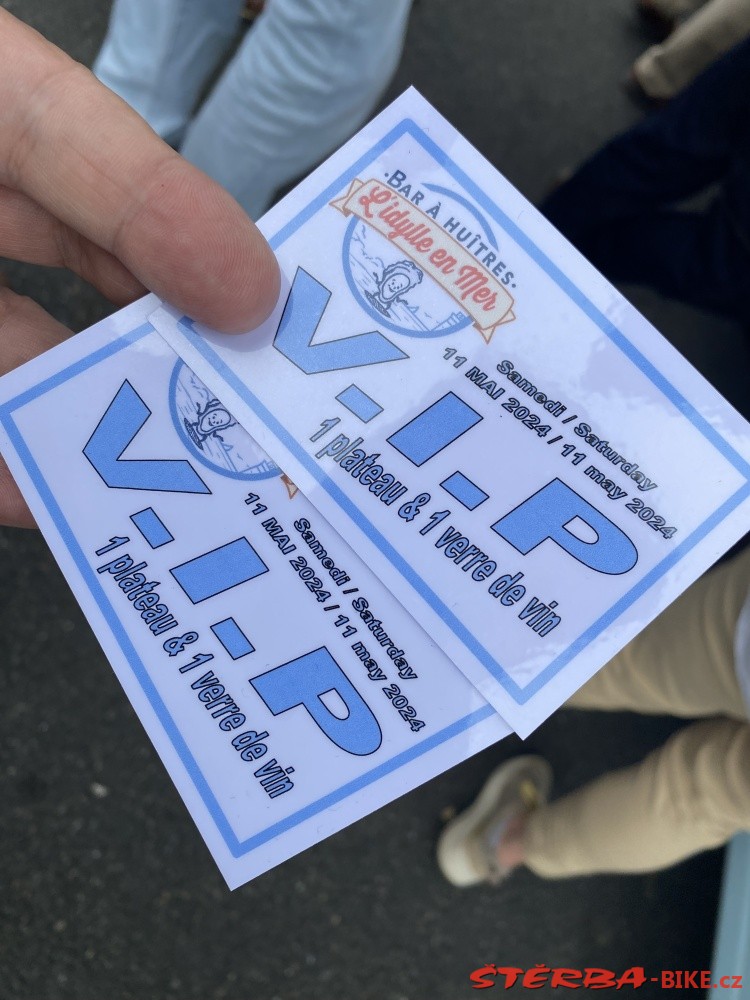 ·BAR À HUÎTRES·
L'idylle en Mer
V.I.P
Samedi / Saturday
11 MAI 2024 / 11 may 2024
1 plateau & 1 verre de vin
V.I.P
Samedi / Saturday
11 MAI 2024 / 11 may 2024
1 plateau & 1 verre de vin
ŠTĚRBA-BIKE.cz